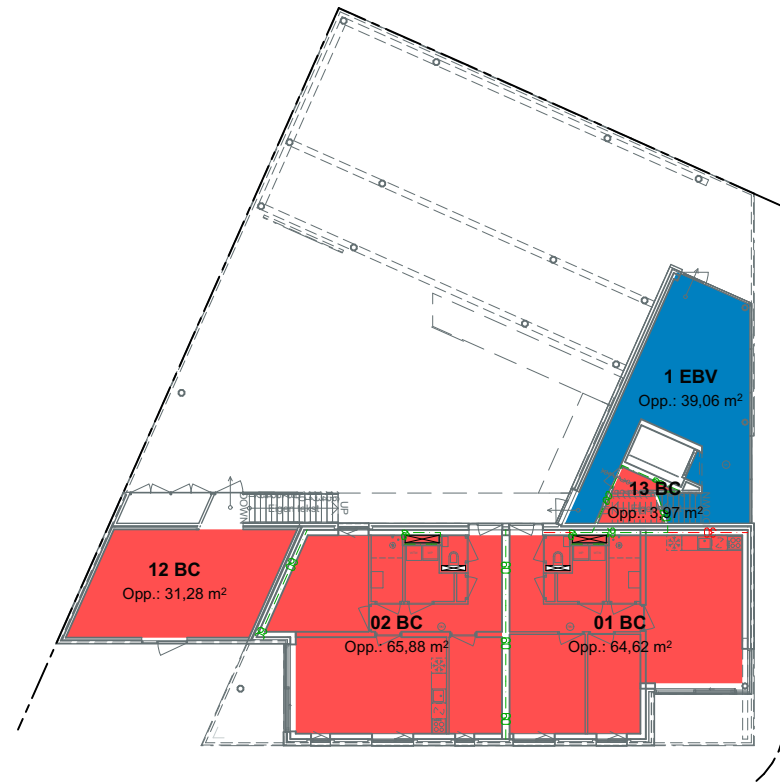 1 EBV
Opp.: 39,06 m²
13 BC
Opp.: 3,97 m²
UP
12 BC
Opp.: 31,28 m²
02 BC
Opp.: 65,88 m²
01 BC
Opp.: 64,62 m²